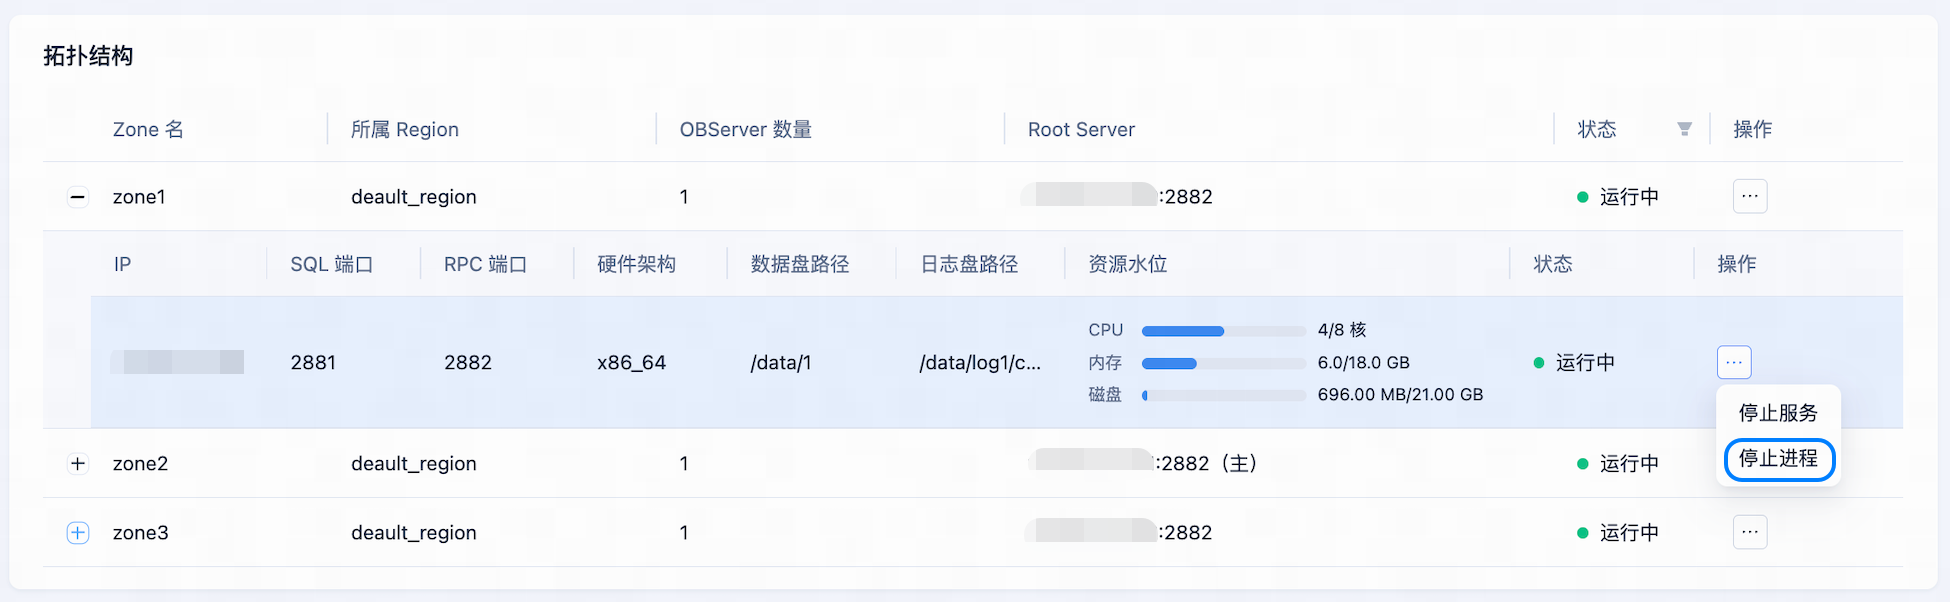 拓扑结构
Zone 名 所属 Region OBServer 数量 Root Server 状态 操作
zone1 deault_region 1 :2882 运行中 ...
IP SQL 端口 RPC 端口 硬件架构 数据盘路径 日志盘路径 资源水位 状态 操作
CPU 4/8 核
2881 2882 x86_64 /data/1 /data/log1/c... 内存 6.0/18.0 GB 运行中 ...
磁盘 696.00 MB/21.00 GB
停止服务
停止进程
zone2 deault_region 1 :2882（主） 运行中
zone3 deault_region 1 :2882 运行中 ...